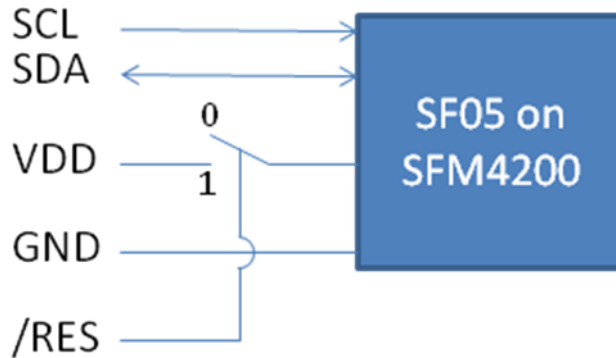 SCL
SDA
0
VDD
1
GND
/RES
SF05 on
SFM4200